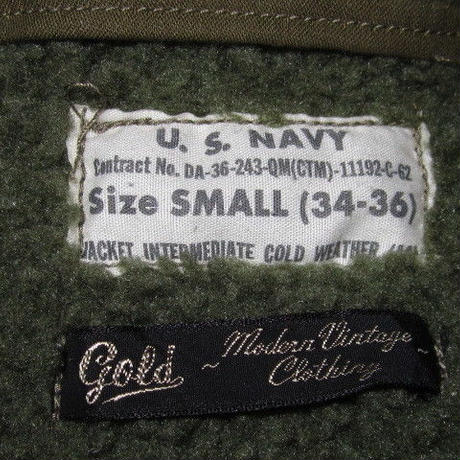 U. S. NAVY
Contract No. DA-36-243-QM(CTM)-11192-C-62
Size SMALL (34-36)
JACKET INTERMEDIATE COLD WEATHER
Gold
~ Modern Vintage ~
Clothing